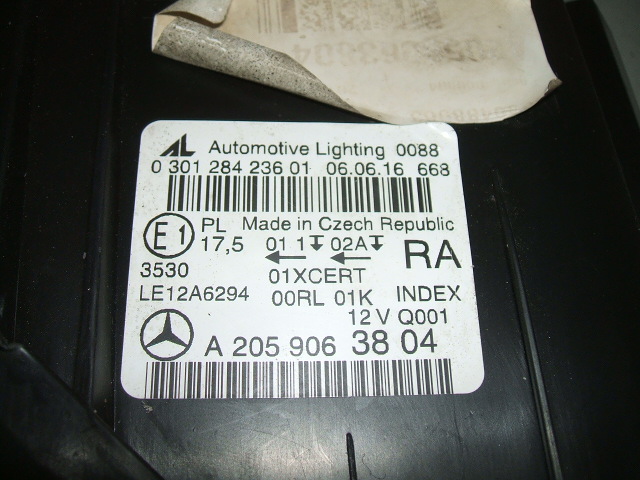 AL Automotive Lighting 0088
0 301 284 236 01 06.06.16 668
E1 PL Made in Czech Republic
17,5 01 1 02A RA
3530 01XCERT
LE12A6294 00RL 01K INDEX
12 V Q001
A 205 906 38 04